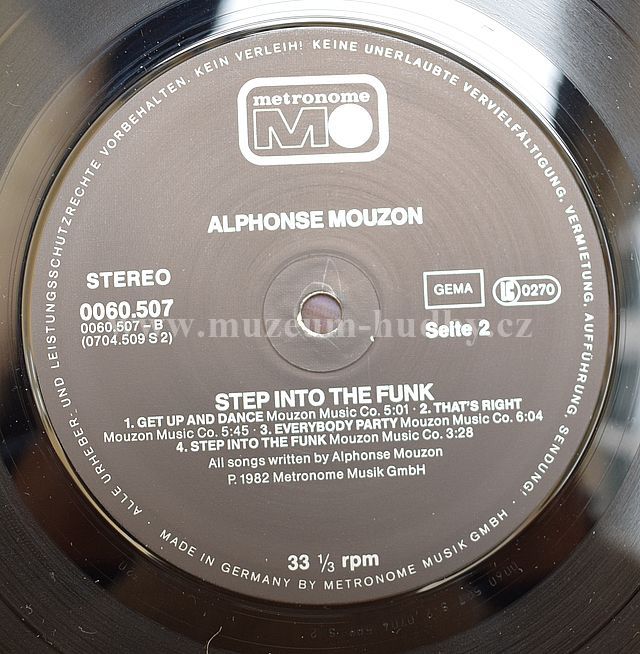 ALLE URHEBER- UND LEISTUNGSSCHUTZRECHTE VORBEHALTEN. KEIN VERLEIH! KEINE UNERLAUBTE VERVIELFÄLTIGUNG, VERMIETUNG, AUFFÜHRUNG, SENDUNG!
metronome
M
ALPHONSE MOUZON
STEREO
0060.507
0060.507-B
(0704.509 S 2)
GEMA
LC 0270
Seite 2
www.muzeum-hudby.cz
STEP INTO THE FUNK
1. GET UP AND DANCE Mouzon Music Co. 5:01 · 2. THAT'S RIGHT
Mouzon Music Co. 5:45 · 3. EVERYBODY PARTY Mouzon Music Co. 6:04
4. STEP INTO THE FUNK Mouzon Music Co. 3:28
All songs written by Alphonse Mouzon
P. 1982 Metronome Musik GmbH
33 ⅓ rpm
MADE IN GERMANY BY METRONOME MUSIK GMBH